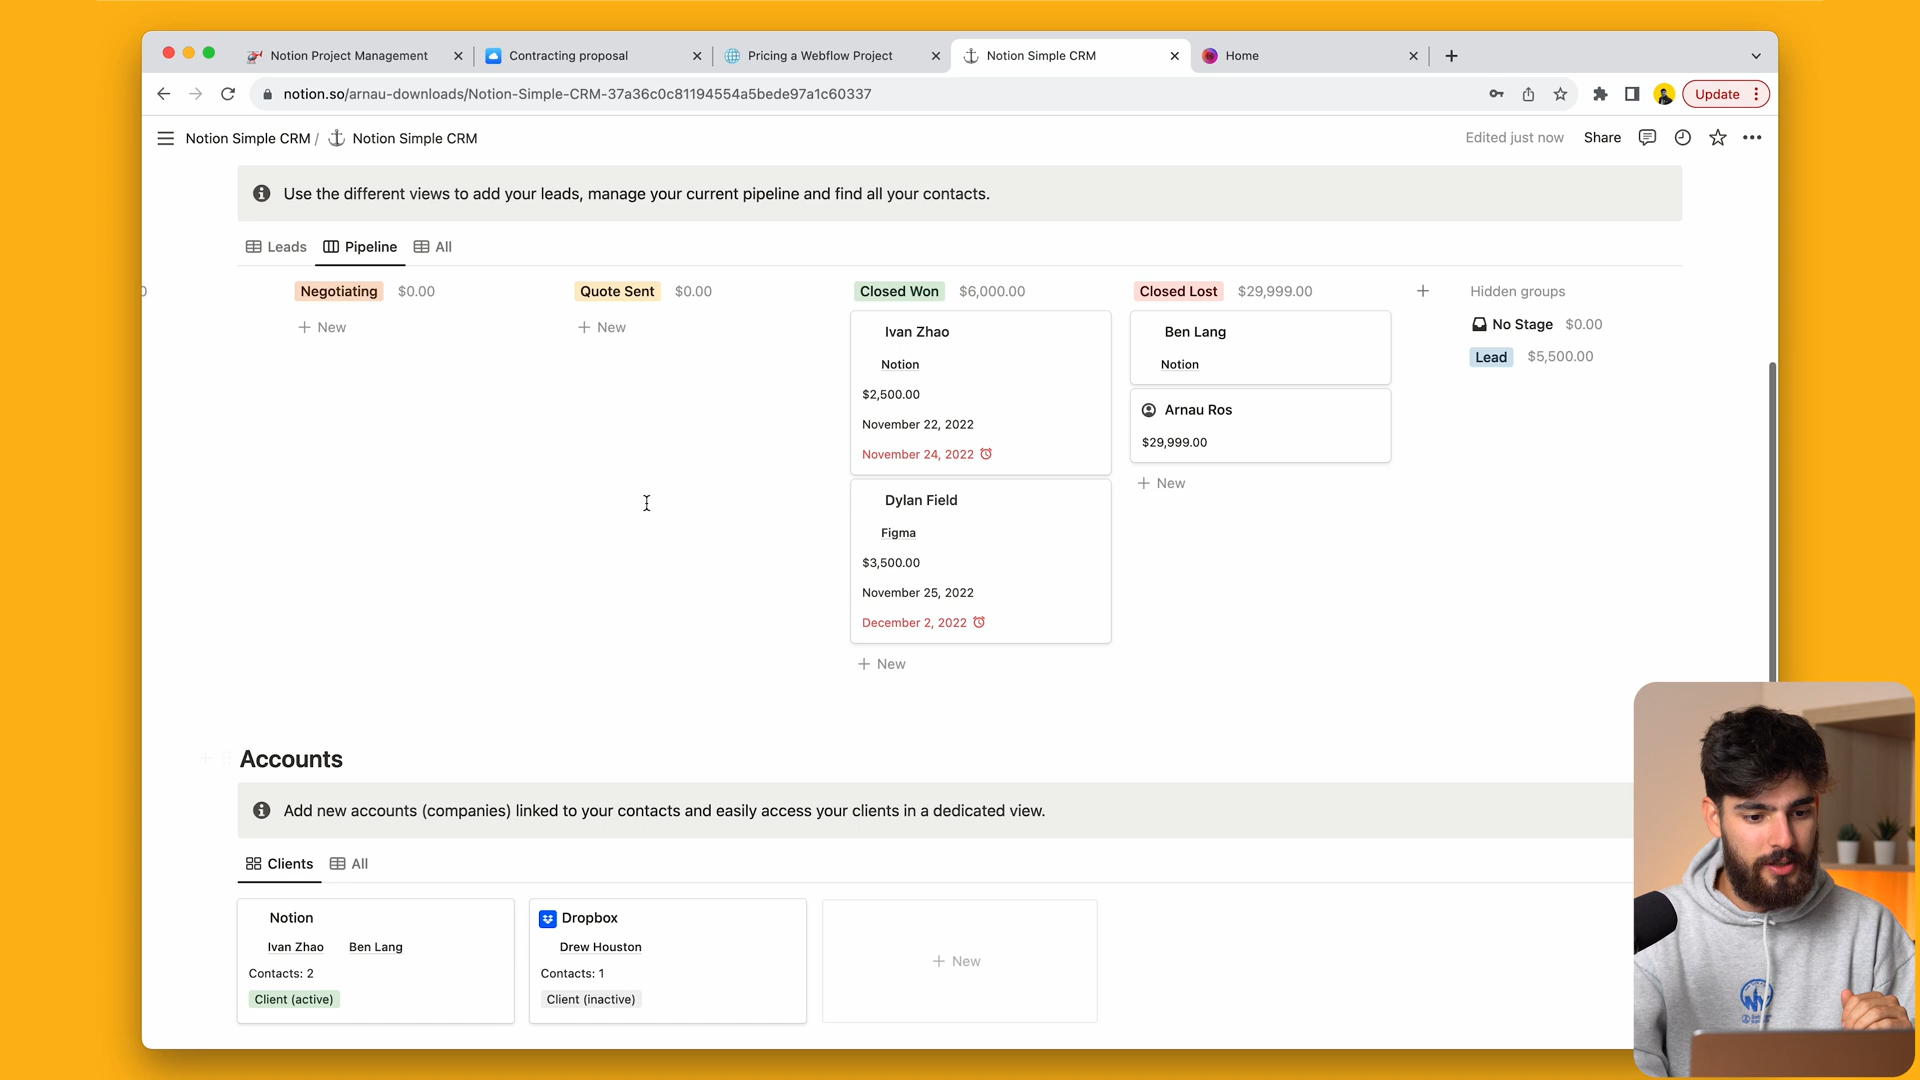 Notion Project Management
Contracting proposal
Pricing a Webflow Project
Notion Simple CRM
Home
notion.so/arnau-downloads/Notion-Simple-CRM-37a36c0c81194554a5bede97a1c60337
Update
Notion Simple CRM / Notion Simple CRM
Edited just now
Share
Use the different views to add your leads, manage your current pipeline and find all your contacts.
Leads
Pipeline
All
0
Negotiating $0.00
+ New
Quote Sent $0.00
+ New
Closed Won $6,000.00
Ivan Zhao
Notion
$2,500.00
November 22, 2022
November 24, 2022
Dylan Field
Figma
$3,500.00
November 25, 2022
December 2, 2022
+ New
Closed Lost $29,999.00
Ben Lang
Notion
Arnau Ros
$29,999.00
+ New
Hidden groups
No Stage $0.00
Lead $5,500.00
Accounts
Add new accounts (companies) linked to your contacts and easily access your clients in a dedicated view.
Clients
All
Notion
Ivan Zhao Ben Lang
Contacts: 2
Client (active)
Dropbox
Drew Houston
Contacts: 1
Client (inactive)
+ New
NY